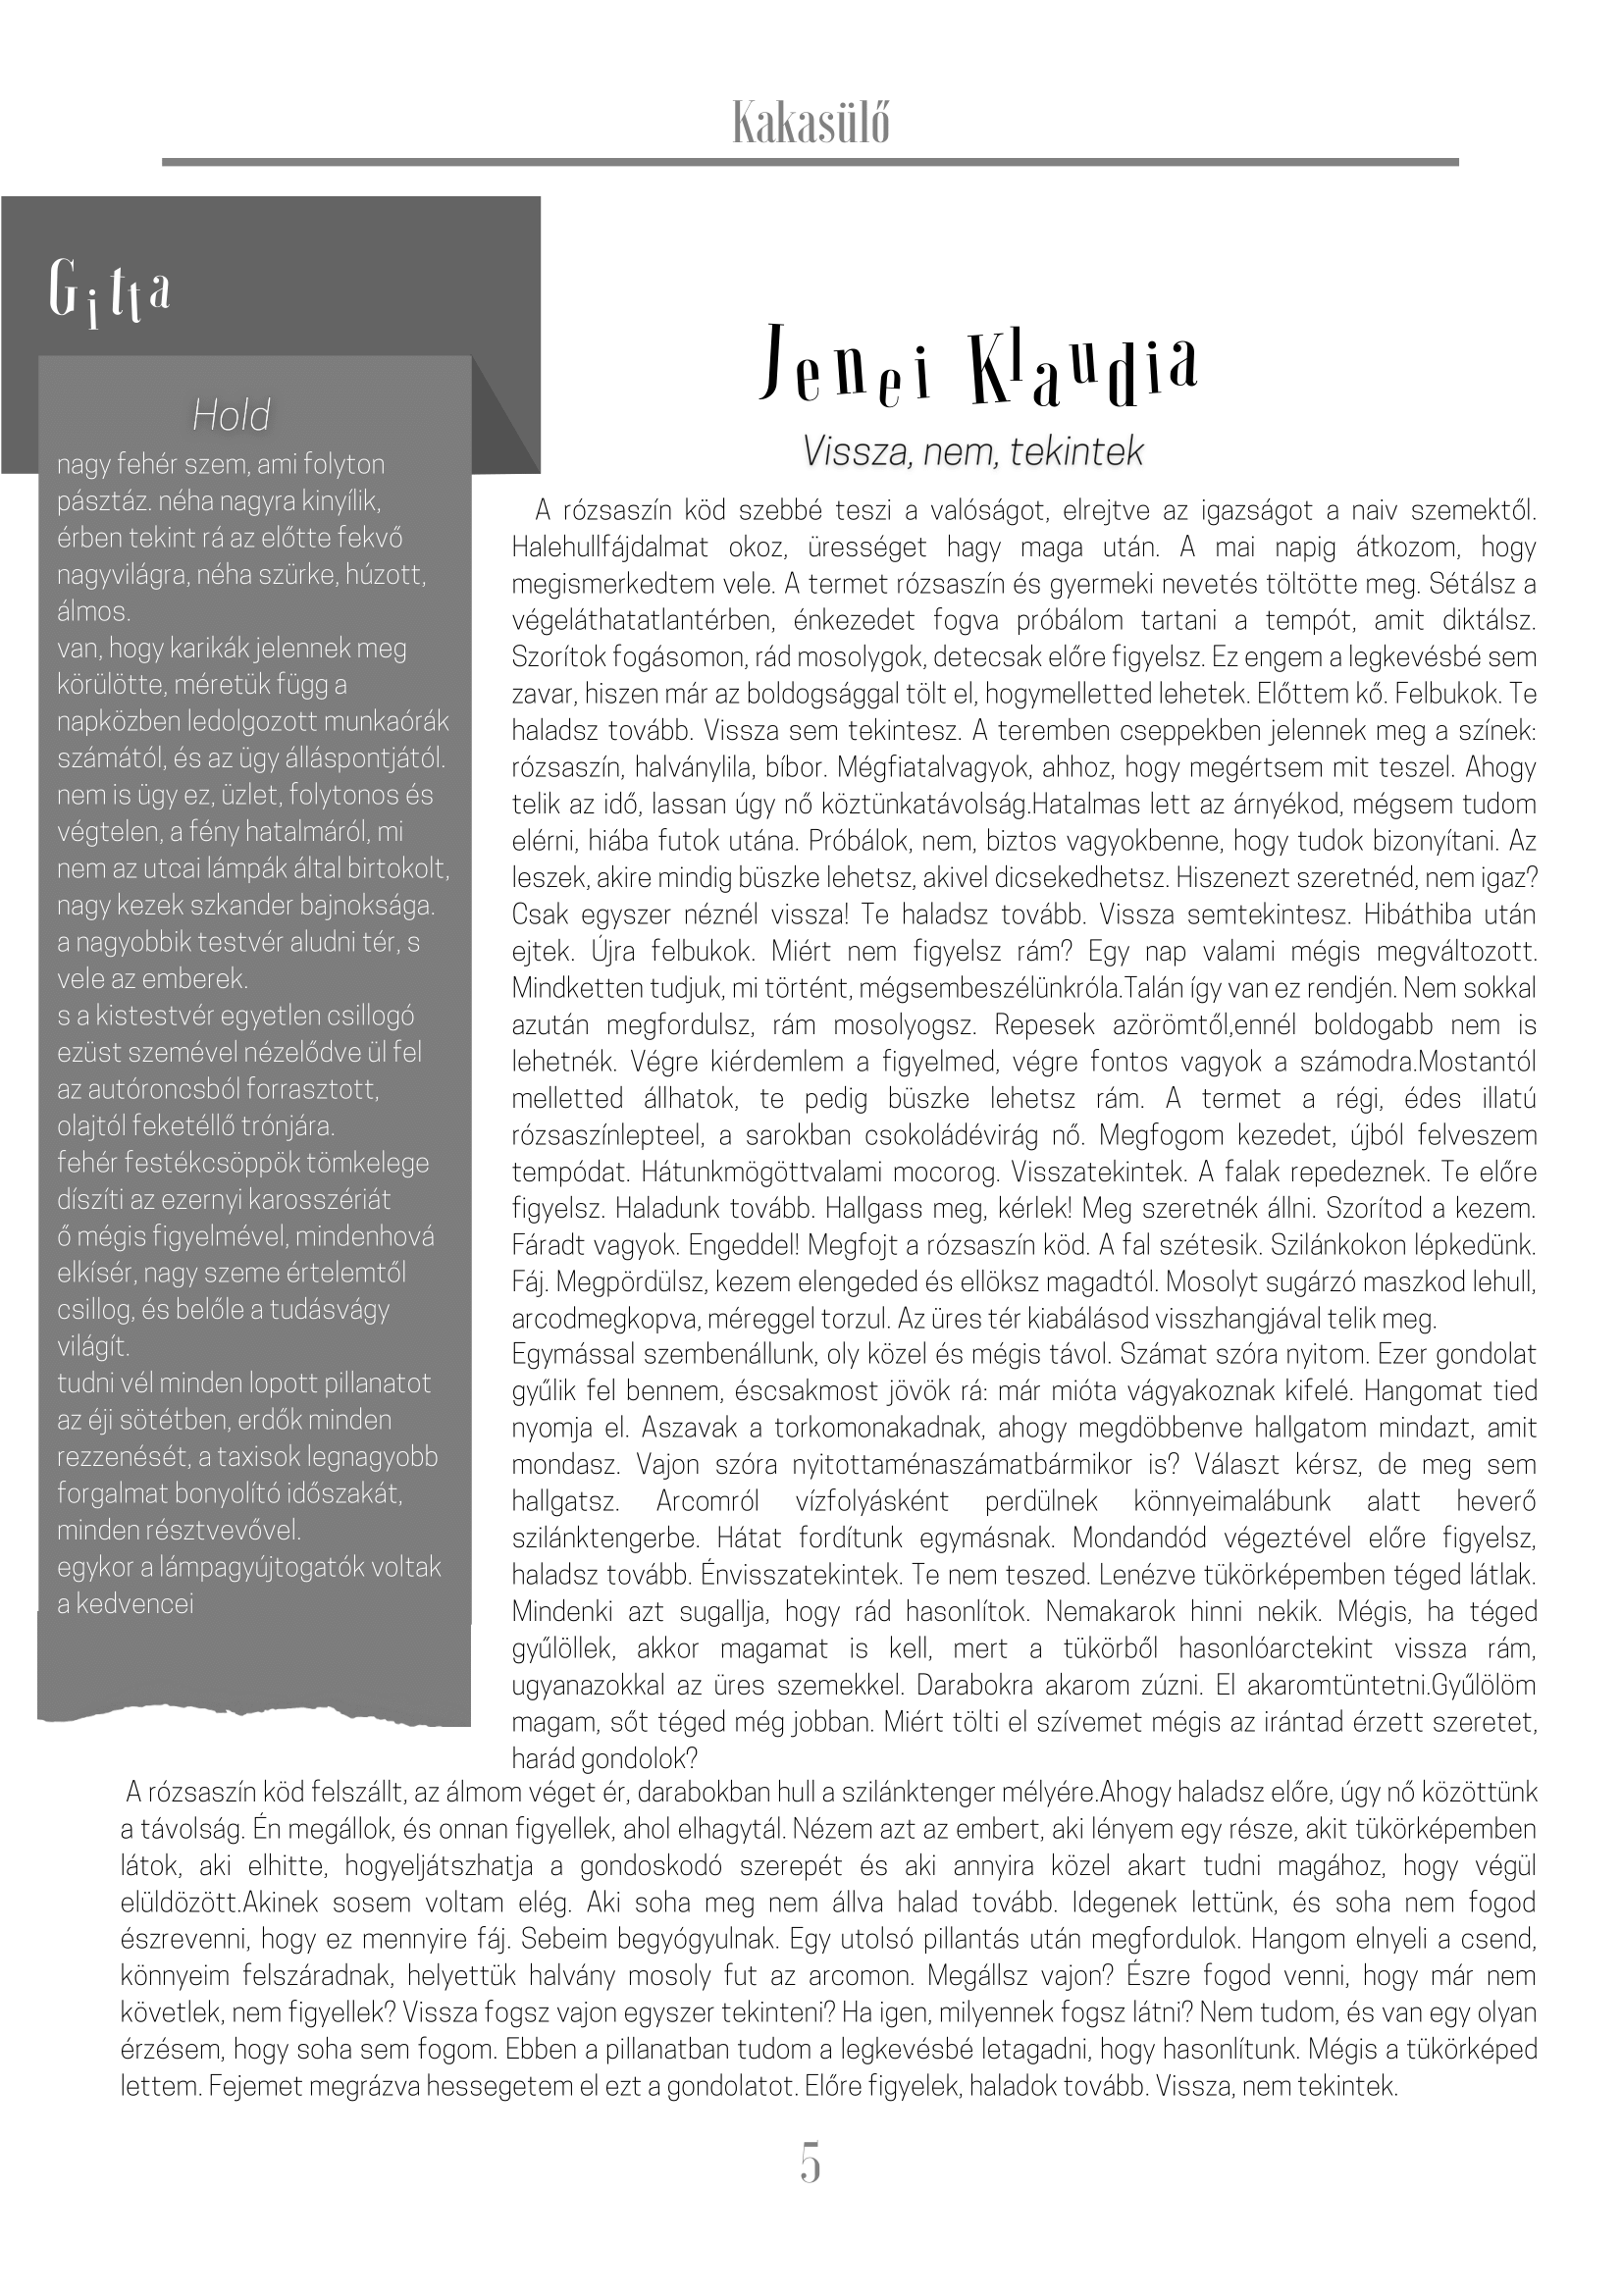 Kakasülő
Gitta
Hold
nagy fehér szem, ami folyton
pásztáz. néha nagyra kinyílik,
érben tekint rá az előtte fekvő
nagyvilágra, néha szürke, húzott,
álmos.
van, hogy karikák jelennek meg
körülötte, méretük függ a
napközben ledolgozott munkaórák
számától, és az ügy álláspontjától.
nem is ügy ez, üzlet, folytonos és
végtelen, a fény hatalmáról, mi
nem az utcai lámpák által birtokolt,
nagy kezek szkander bajnoksága.
a nagyobbik testvér aludni tér, s
vele az emberek.
s a kistestvér egyetlen csillogó
ezüst szemével nézelődve ül fel
az autóroncsból forrasztott,
olajtól feketéllő trónjára.
fehér festékcsöppök tömkelege
díszíti az ezernyi karosszériát
ő mégis figyelmével, mindenhová
elkísér, nagy szeme értelemtől
csillog, és belőle a tudásvágy
világít.
tudni vél minden lopott pillanatot
az éji sötétben, erdők minden
rezzenését, a taxisok legnagyobb
forgalmat bonyolító időszakát,
minden résztvevővel.
egykor a lámpagyújtogatók voltak
a kedvencei
Jenei Klaudia
Vissza, nem, tekintek
A rózsaszín köd szebbé teszi a valóságot, elrejtve az igazságot a naiv szemektől.
Halehullfájdalmat okoz, ürességet hagy maga után. A mai napig átkozom, hogy
megismerkedtem vele. A termet rózsaszín és gyermeki nevetés töltötte meg. Sétálsz a
végeláthatatlantérben, énkezedet fogva próbálom tartani a tempót, amit diktálsz.
Szorítok fogásomon, rád mosolygok, detecsak előre figyelsz. Ez engem a legkevésbé sem
zavar, hiszen már az boldogsággal tölt el, hogymelletted lehetek. Előttem kő. Felbukok. Te
haladsz tovább. Vissza sem tekintesz. A teremben cseppekben jelennek meg a színek:
rózsaszín, halványlila, bíbor. Mégfiatalvagyok, ahhoz, hogy megértsem mit teszel. Ahogy
telik az idő, lassan úgy nő köztünkatávolság.Hatalmas lett az árnyékod, mégsem tudom
elérni, hiába futok utána. Próbálok, nem, biztos vagyokbenne, hogy tudok bizonyítani. Az
leszek, akire mindig büszke lehetsz, akivel dicsekedhetsz. Hiszenezt szeretnéd, nem igaz?
Csak egyszer néznél vissza! Te haladsz tovább. Vissza semtekintesz. Hibáthiba után
ejtek. Újra felbukok. Miért nem figyelsz rám? Egy nap valami mégis megváltozott.
Mindketten tudjuk, mi történt, mégsembeszélünkróla.Talán így van ez rendjén. Nem sokkal
azután megfordulsz, rám mosolyogsz. Repesek azörömtől,ennél boldogabb nem is
lehetnék. Végre kiérdemlem a figyelmed, végre fontos vagyok a számodra.Mostantól
melletted állhatok, te pedig büszke lehetsz rám. A termet a régi, édes illatú
rózsaszínlepteel, a sarokban csokoládévirág nő. Megfogom kezedet, újból felveszem
tempódat. Hátunkmögöttvalami mocorog. Visszatekintek. A falak repedeznek. Te előre
figyelsz. Haladunk tovább. Hallgass meg, kérlek! Meg szeretnék állni. Szorítod a kezem.
Fáradt vagyok. Engeddel! Megfojt a rózsaszín köd. A fal szétesik. Szilánkokon lépkedünk.
Fáj. Megpördülsz, kezem elengeded és ellöksz magadtól. Mosolyt sugárzó maszkod lehull,
arcodmegkopva, méreggel torzul. Az üres tér kiabálásod visszhangjával telik meg.
Egymással szembenállunk, oly közel és mégis távol. Számat szóra nyitom. Ezer gondolat
gyűlik fel bennem, éscsakmost jövök rá: már mióta vágyakoznak kifelé. Hangomat tied
nyomja el. Aszavak a torkomonakadnak, ahogy megdöbbenve hallgatom mindazt, amit
mondasz. Vajon szóra nyitottaménaszámatbármikor is? Választ kérsz, de meg sem
hallgatsz. Arcomról vízfolyásként perdülnek könnyeimalábunk alatt heverő
szilánktengerbe. Hátat fordítunk egymásnak. Mondandód végeztével előre figyelsz,
haladsz tovább. Énvisszatekintek. Te nem teszed. Lenézve tükörképemben téged látlak.
Mindenki azt sugallja, hogy rád hasonlítok. Nemakarok hinni nekik. Mégis, ha téged
gyűlöllek, akkor magamat is kell, mert a tükörből hasonlóarctekint vissza rám,
ugyanazokkal az üres szemekkel. Darabokra akarom zúzni. El akaromtüntetni.Gyűlölöm
magam, sőt téged még jobban. Miért tölti el szívemet mégis az irántad érzett szeretet,
harád gondolok?
A rózsaszín köd felszállt, az álmom véget ér, darabokban hull a szilánktenger mélyére.Ahogy haladsz előre, úgy nő közöttünk
a távolság. Én megállok, és onnan figyellek, ahol elhagytál. Nézem azt az embert, aki lényem egy része, akit tükörképemben
látok, aki elhitte, hogyeljátszhatja a gondoskodó szerepét és aki annyira közel akart tudni magához, hogy végül
elüldözött.Akinek sosem voltam elég. Aki soha meg nem állva halad tovább. Idegenek lettünk, és soha nem fogod
észrevenni, hogy ez mennyire fáj. Sebeim begyógyulnak. Egy utolsó pillantás után megfordulok. Hangom elnyeli a csend,
könnyeim felszáradnak, helyettük halvány mosoly fut az arcomon. Megállsz vajon? Észre fogod venni, hogy már nem
követlek, nem figyellek? Vissza fogsz vajon egyszer tekinteni? Ha igen, milyennek fogsz látni? Nem tudom, és van egy olyan
érzésem, hogy soha sem fogom. Ebben a pillanatban tudom a legkevésbé letagadni, hogy hasonlítunk. Mégis a tükörképed
lettem. Fejemet megrázva hessegetem el ezt a gondolatot. Előre figyelek, haladok tovább. Vissza, nem tekintek.
5